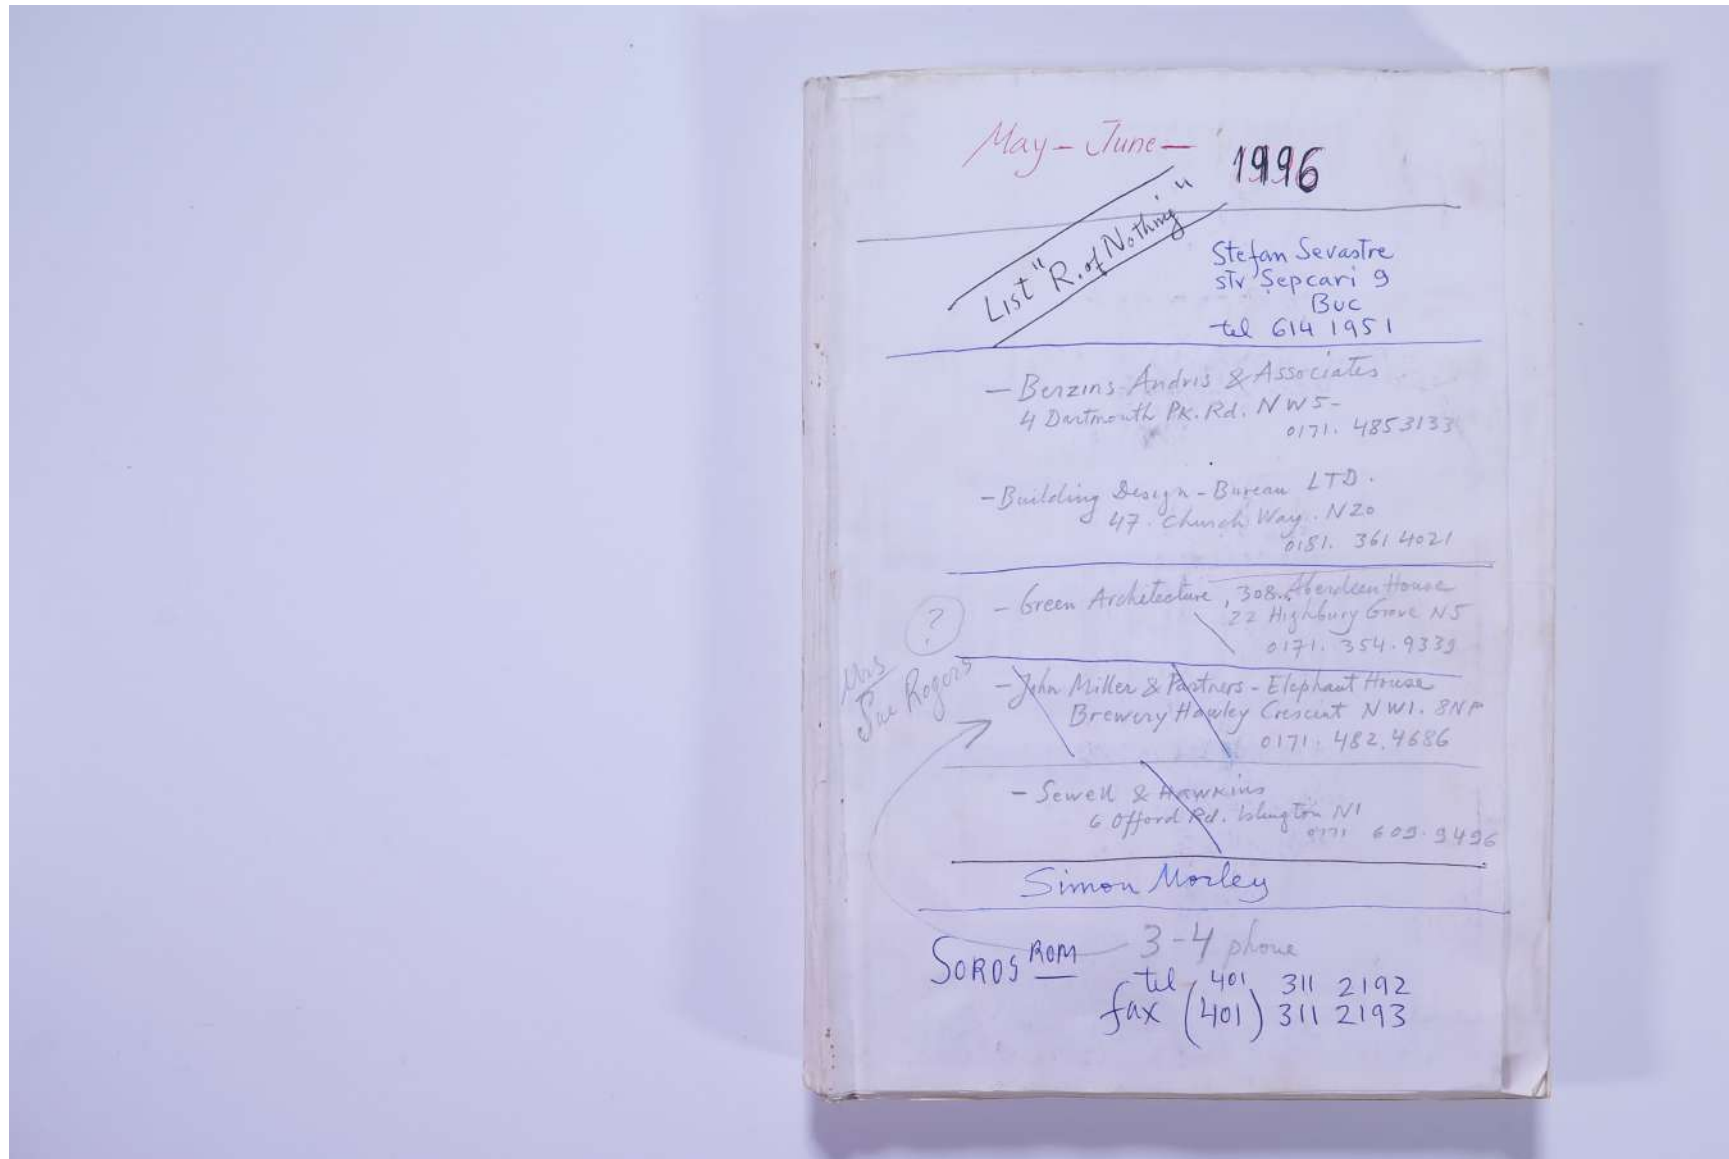 May - June - 1996
List "R. of Nothing"
Stefan Sevastre
str Șepcari 9
Buc
tel 614 1951
- Berzins Andris & Associates
4 Dartmouth Pk. Rd. NW5-
0171. 4853133
- Building Design - Bureau LTD.
47. Church Way. N20
0181. 361 4021
- Green Architecture, 308. Aberdeen House
22 Highbury Grove N5
0171. 354. 9339
?
Mrs
Sue Rogers
- John Miller & Partners - Elephant House
Brewery Hawley Crescent NW1. 8NP
0171. 482. 4686
- Sewell & Hawkins
6 Offord Rd. Islington N1
0171 609. 9496
Simon Morley
SOROS ROM - 3-4 phone
tel 401 311 2192
fax (401) 311 2193